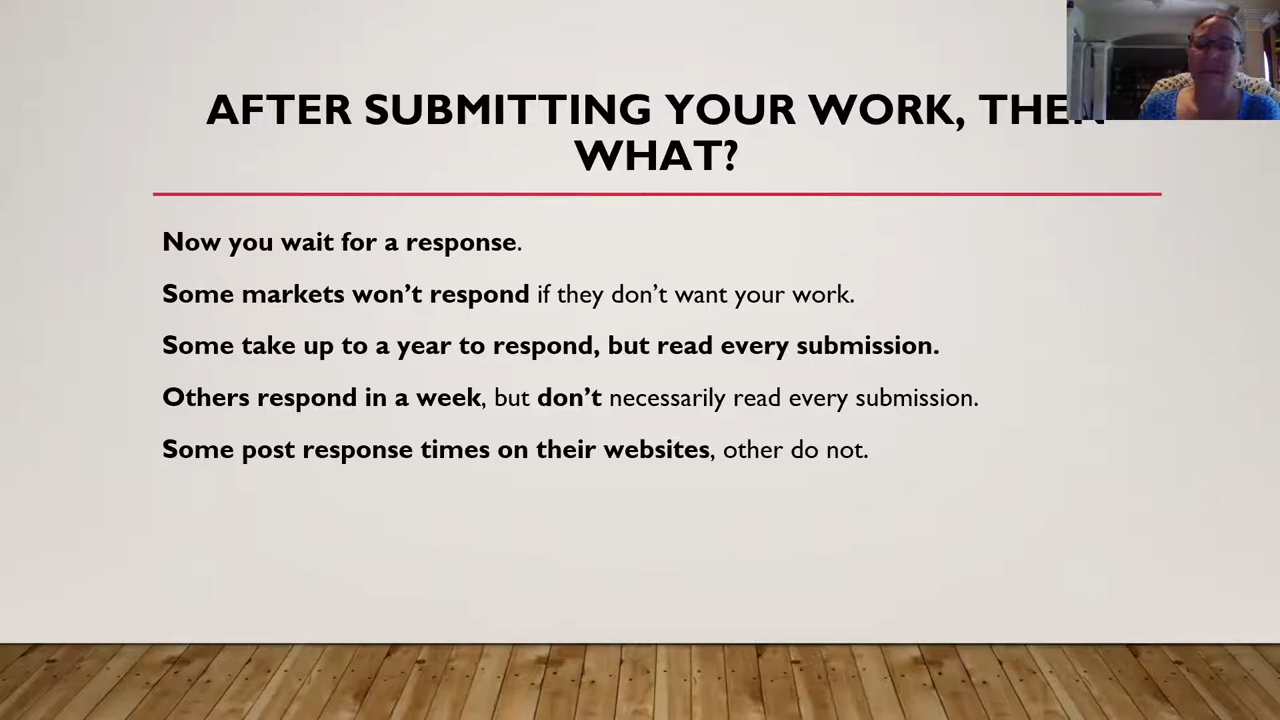 AFTER SUBMITTING YOUR WORK, THEN
WHAT?
Now you wait for a response.
Some markets won’t respond if they don’t want your work.
Some take up to a year to respond, but read every submission.
Others respond in a week, but don’t necessarily read every submission.
Some post response times on their websites, other do not.